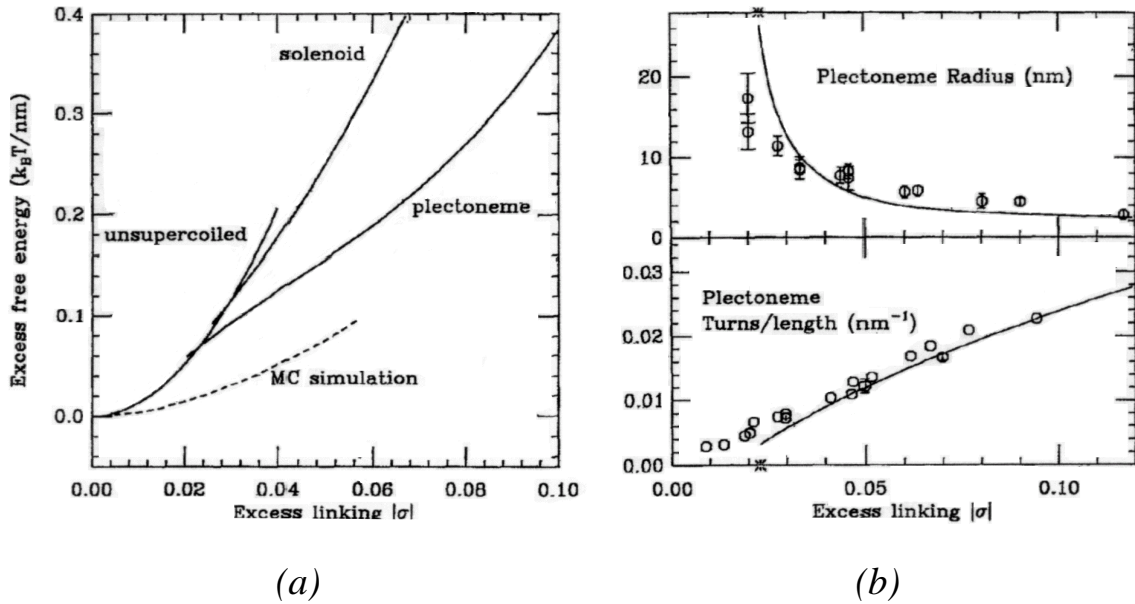 0.4
0.3
0.2
0.1
0.0
Excess free energy (k_BT/nm)
solenoid
unsupercoiled
plectoneme
MC simulation
0.00 0.02 0.04 0.06 0.08 0.10
Excess linking |σ|
(a)
20
10
0
Plectoneme Radius (nm)
0.03
0.02
0.01
0.00
Plectoneme
Turns/length (nm⁻¹)
0.05 0.10
Excess linking |σ|
(b)